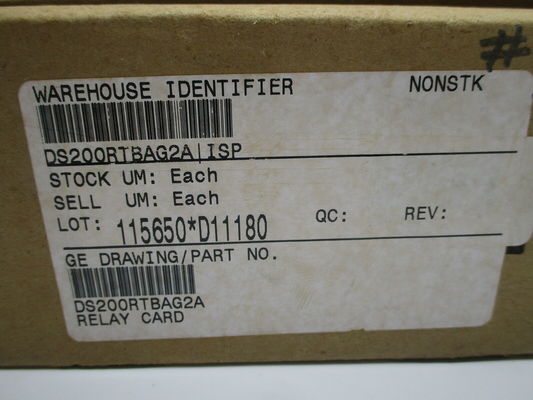 #
WAREHOUSE IDENTIFIER NONSTK
DS200RTBAG2A|ISP
STOCK UM: Each
SELL UM: Each
LOT: 115650*D11180 QC: REV:
GE DRAWING/PART NO.
DS200RTBAG2A
RELAY CARD